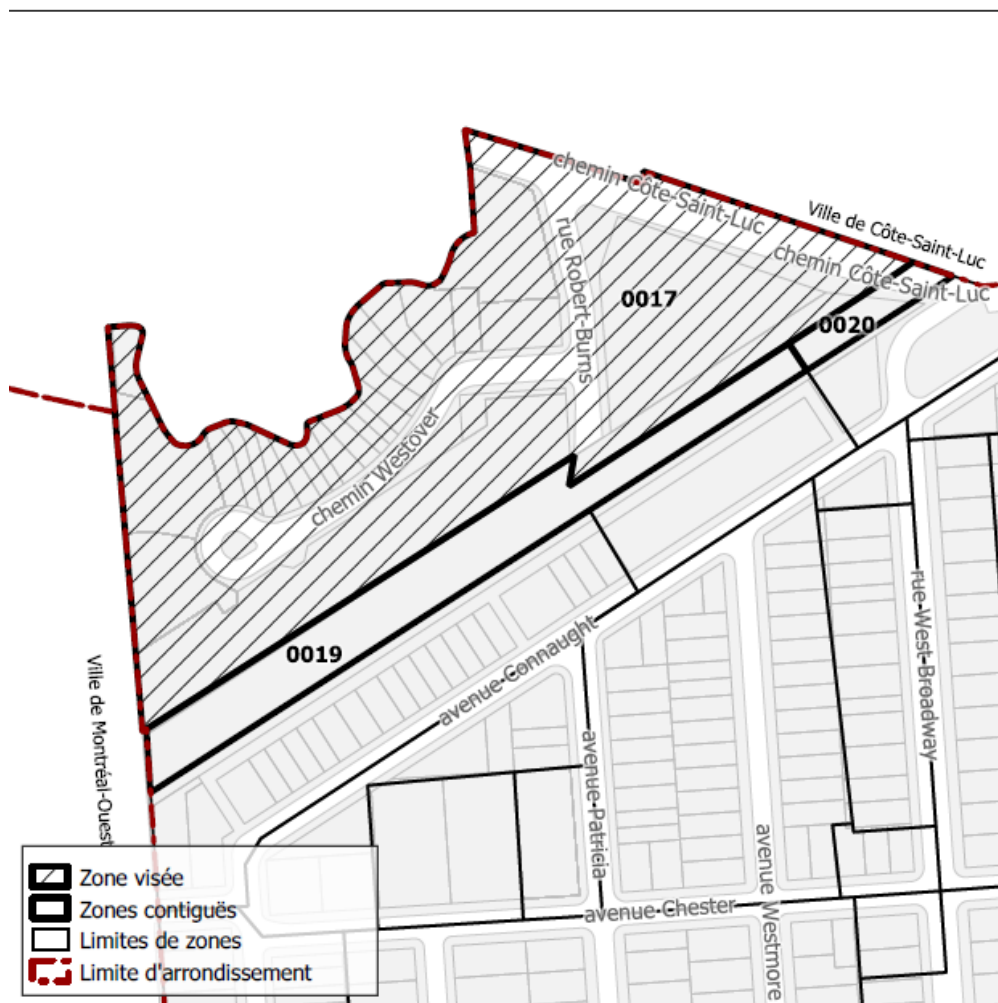 chemin Côte-Saint-Luc
Ville de Côte-Saint-Luc
chemin Côte-Saint-Luc
rue Robert-Burns
0017
0020
chemin Westover
0019
avenue Connaught
rue West-Broadway
Ville de Montréal-Ouest
avenue Patricia
avenue Westmore
avenue Chester
Zone visée
Zones contiguës
Limites de zones
Limite d'arrondissement